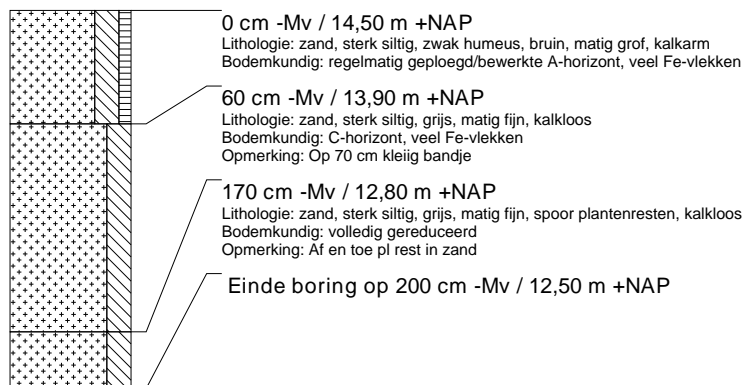 0 cm -Mv / 14,50 m +NAP
Lithologie: zand, sterk siltig, zwak humeus, bruin, matig grof, kalkarm
Bodemkundig: regelmatig geploegd/bewerkte A-horizont, veel Fe-vlekken
60 cm -Mv / 13,90 m +NAP
Lithologie: zand, sterk siltig, grijs, matig fijn, kalkloos
Bodemkundig: C-horizont, veel Fe-vlekken
Opmerking: Op 70 cm kleiig bandje
170 cm -Mv / 12,80 m +NAP
Lithologie: zand, sterk siltig, grijs, matig fijn, spoor plantenresten, kalkloos
Bodemkundig: volledig gereduceerd
Opmerking: Af en toe pl rest in zand
Einde boring op 200 cm -Mv / 12,50 m +NAP